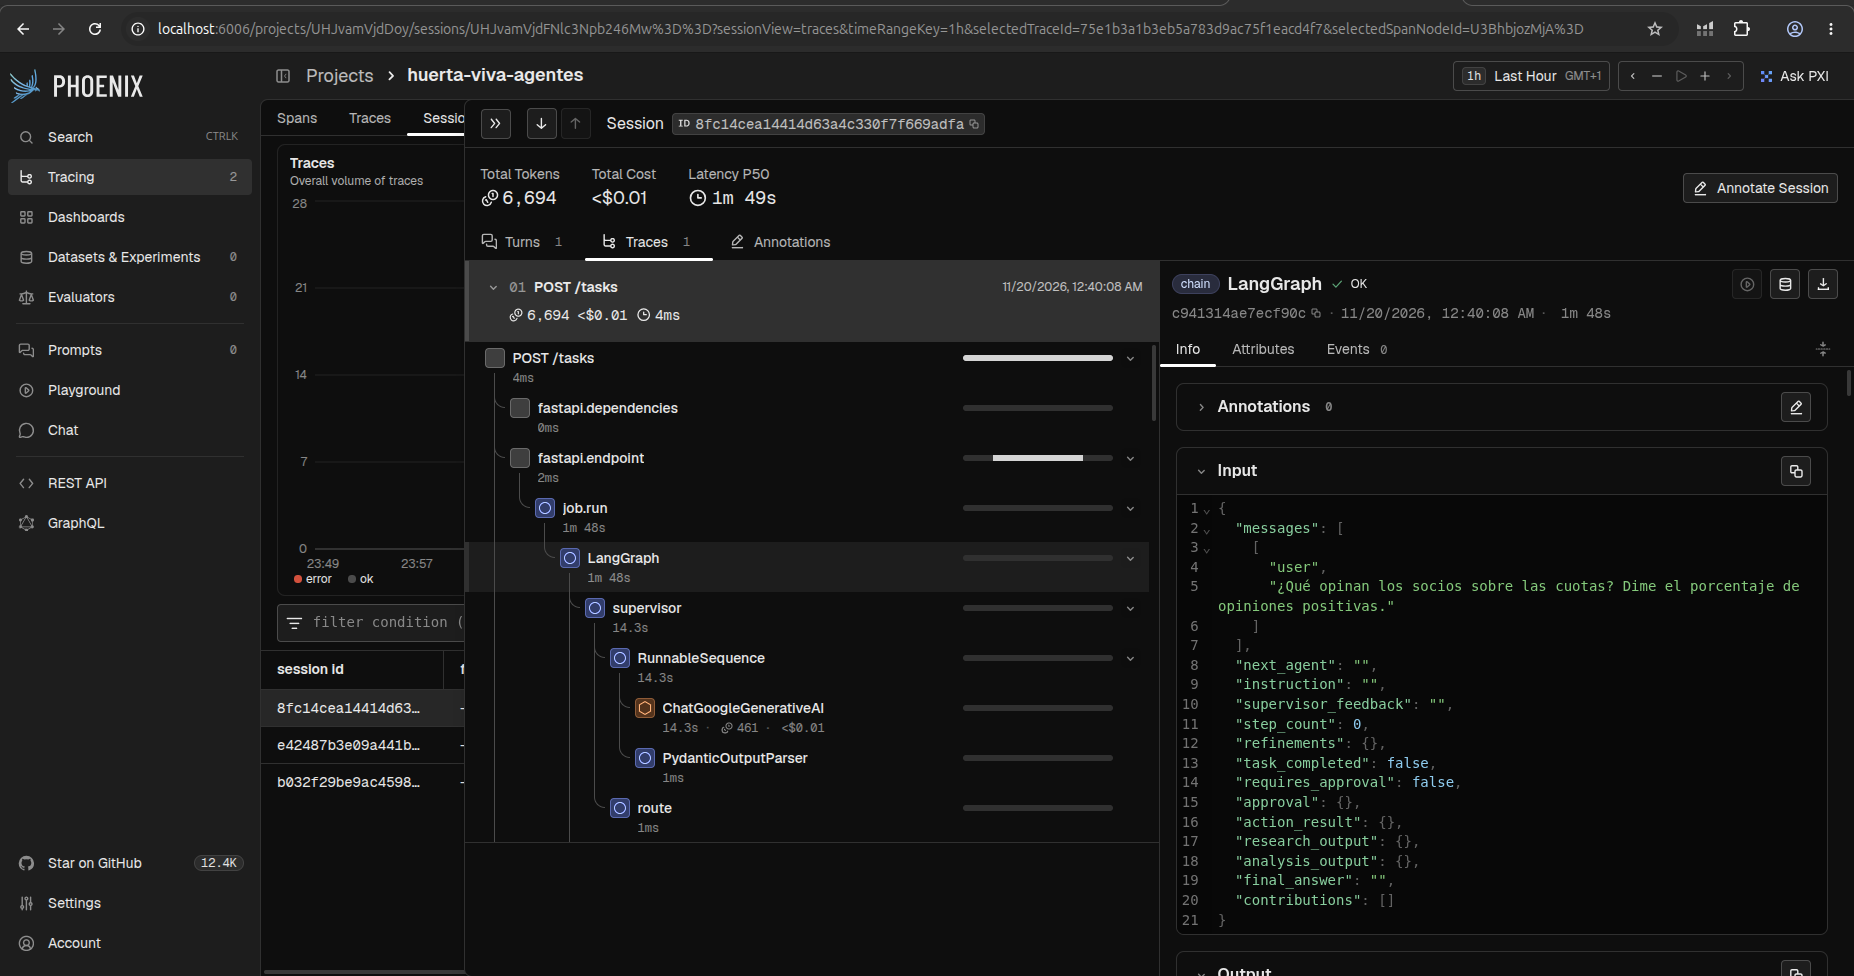 localhost:6006/projects/UHJvamVjdDoy/sessions/UHJvamVjdFNlc3Npb246Mw%3D%3D?sessionView=traces&timeRangeKey=1h&selectedTraceId=75e1b3a1b3eb5a783d9ac75f1eacd4f7&selectedSpanNodeId=U3BhbjozMjA%3D
PHOENIX
Search CTRLK
Tracing 2
Dashboards
Datasets & Experiments 0
Evaluators 0
Prompts 0
Playground
Chat
REST API
GraphQL
Star on GitHub 12.4K
Settings
Account
Projects › huerta-viva-agentes
1h Last Hour GMT+1
Ask PXI
Spans Traces Sessio
Traces
Overall volume of traces
28
21
14
7
0
23:49 23:57
error ok
filter condition (
session id f
8fc14cea14414d63… -
e42487b3e09a441b… -
b032f29be9ac4598… -
Session ID 8fc14cea14414d63a4c330f7f669adfa
Total Tokens Total Cost Latency P50
6,694 <$0.01 1m 49s
Annotate Session
Turns 1 Traces 1 Annotations
01 POST /tasks 11/20/2026, 12:40:08 AM
6,694 <$0.01 4ms
POST /tasks
4ms
fastapi.dependencies
0ms
fastapi.endpoint
2ms
job.run
1m 48s
LangGraph
1m 48s
supervisor
14.3s
RunnableSequence
14.3s
ChatGoogleGenerativeAI
14.3s · 461 · <$0.01
PydanticOutputParser
1ms
route
1ms
chain LangGraph OK
c941314ae7ecf90c · 11/20/2026, 12:40:08 AM · 1m 48s
Info Attributes Events 0
Annotations 0
Input
1 {
2 "messages": [
3 [
4 "user",
5 "¿Qué opinan los socios sobre las cuotas? Dime el porcentaje de
opiniones positivas."
6 ]
7 ],
8 "next_agent": "",
9 "instruction": "",
10 "supervisor_feedback": "",
11 "step_count": 0,
12 "refinements": {},
13 "task_completed": false,
14 "requires_approval": false,
15 "approval": {},
16 "action_result": {},
17 "research_output": {},
18 "analysis_output": {},
19 "final_answer": "",
20 "contributions": []
21 }
Output